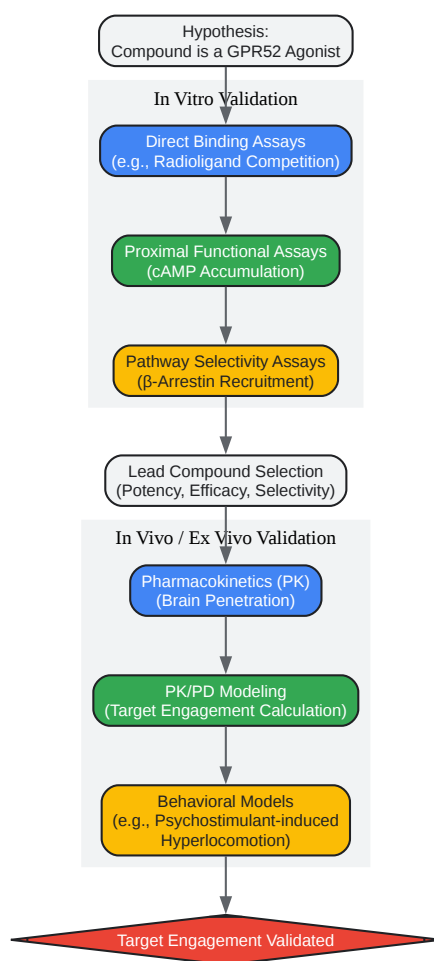 Hypothesis:
Compound is a GPR52 Agonist
In Vitro Validation
Direct Binding Assays
(e.g., Radioligand Competition)
Proximal Functional Assays
(cAMP Accumulation)
Pathway Selectivity Assays
(β-Arrestin Recruitment)
Lead Compound Selection
(Potency, Efficacy, Selectivity)
In Vivo / Ex Vivo Validation
Pharmacokinetics (PK)
(Brain Penetration)
PK/PD Modeling
(Target Engagement Calculation)
Behavioral Models
(e.g., Psychostimulant-induced
Hyperlocomotion)
Target Engagement Validated